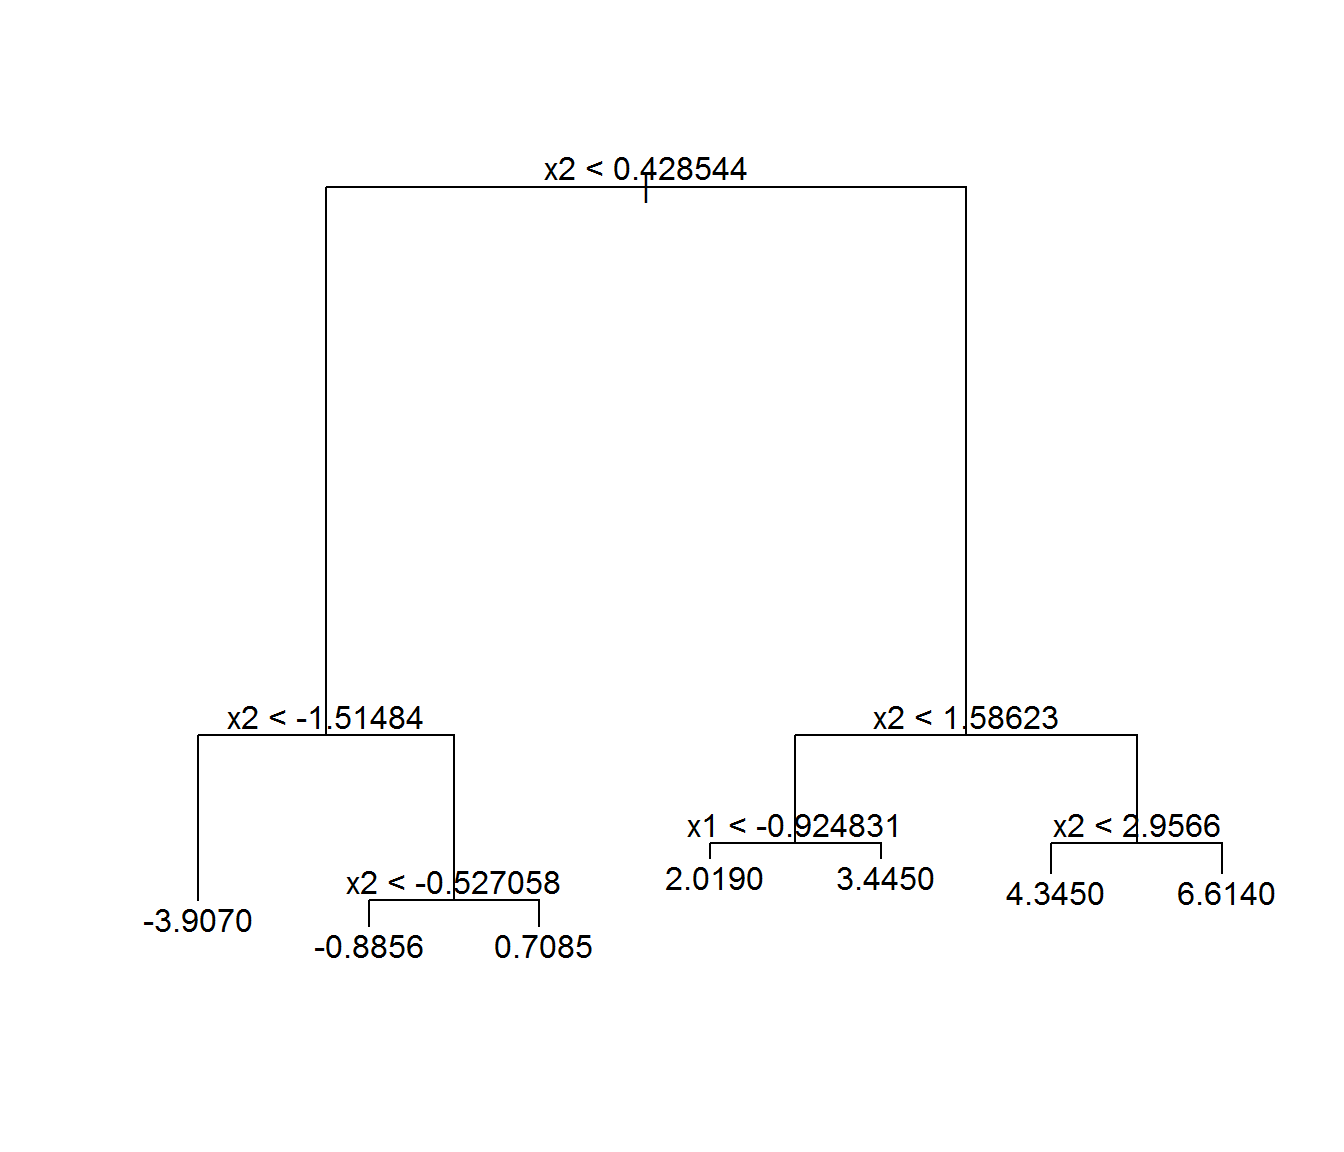 x2 < 0.428544
x2 < -1.51484
x2 < 1.58623
x1 < -0.924831
x2 < 2.9566
x2 < -0.527058
2.0190
3.4450
4.3450
6.6140
-3.9070
-0.8856
0.7085